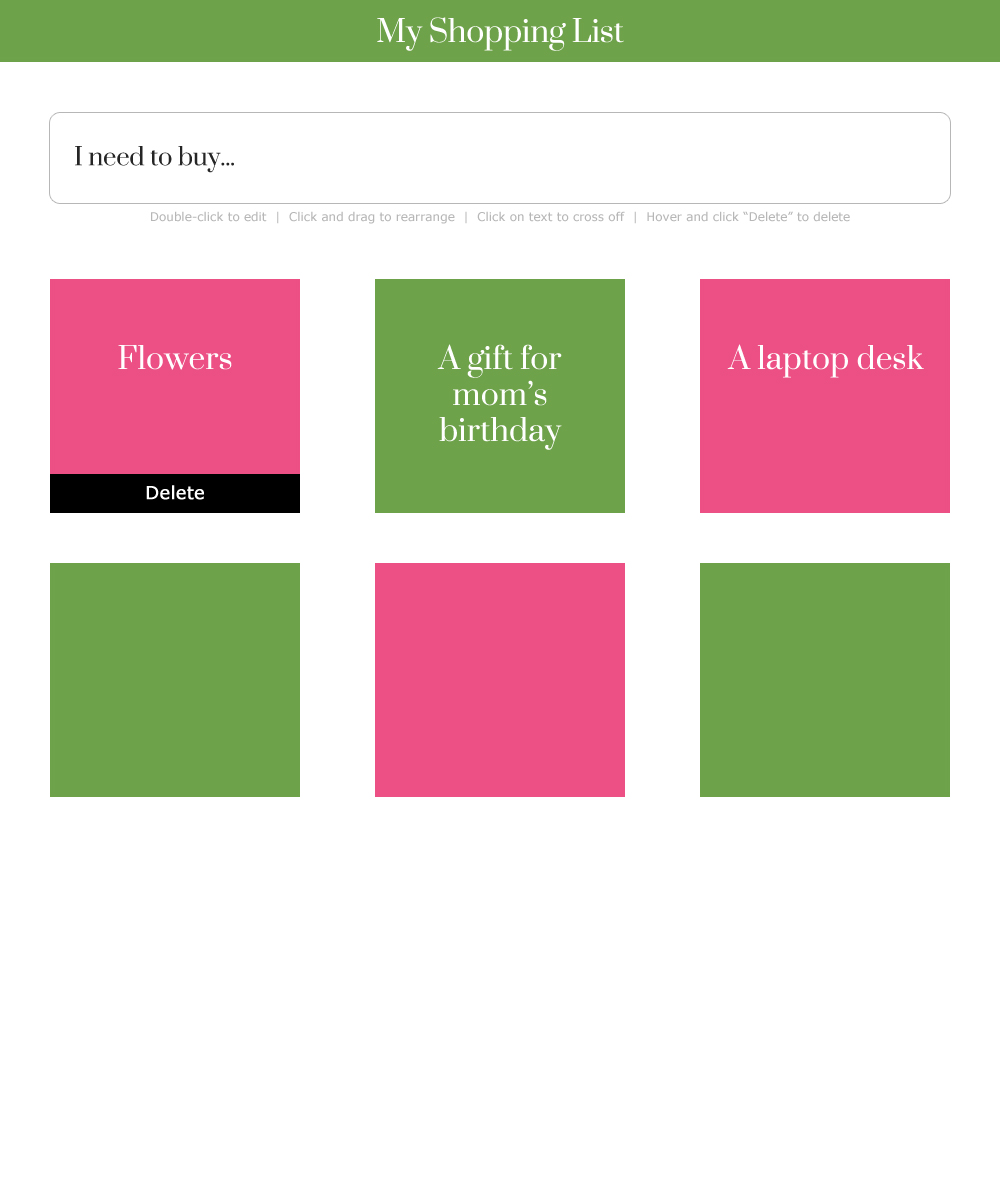 My Shopping List
I need to buy...
Double-click to edit | Click and drag to rearrange | Click on text to cross off | Hover and click “Delete” to delete
Flowers
Delete
A gift for
mom’s
birthday
A laptop desk